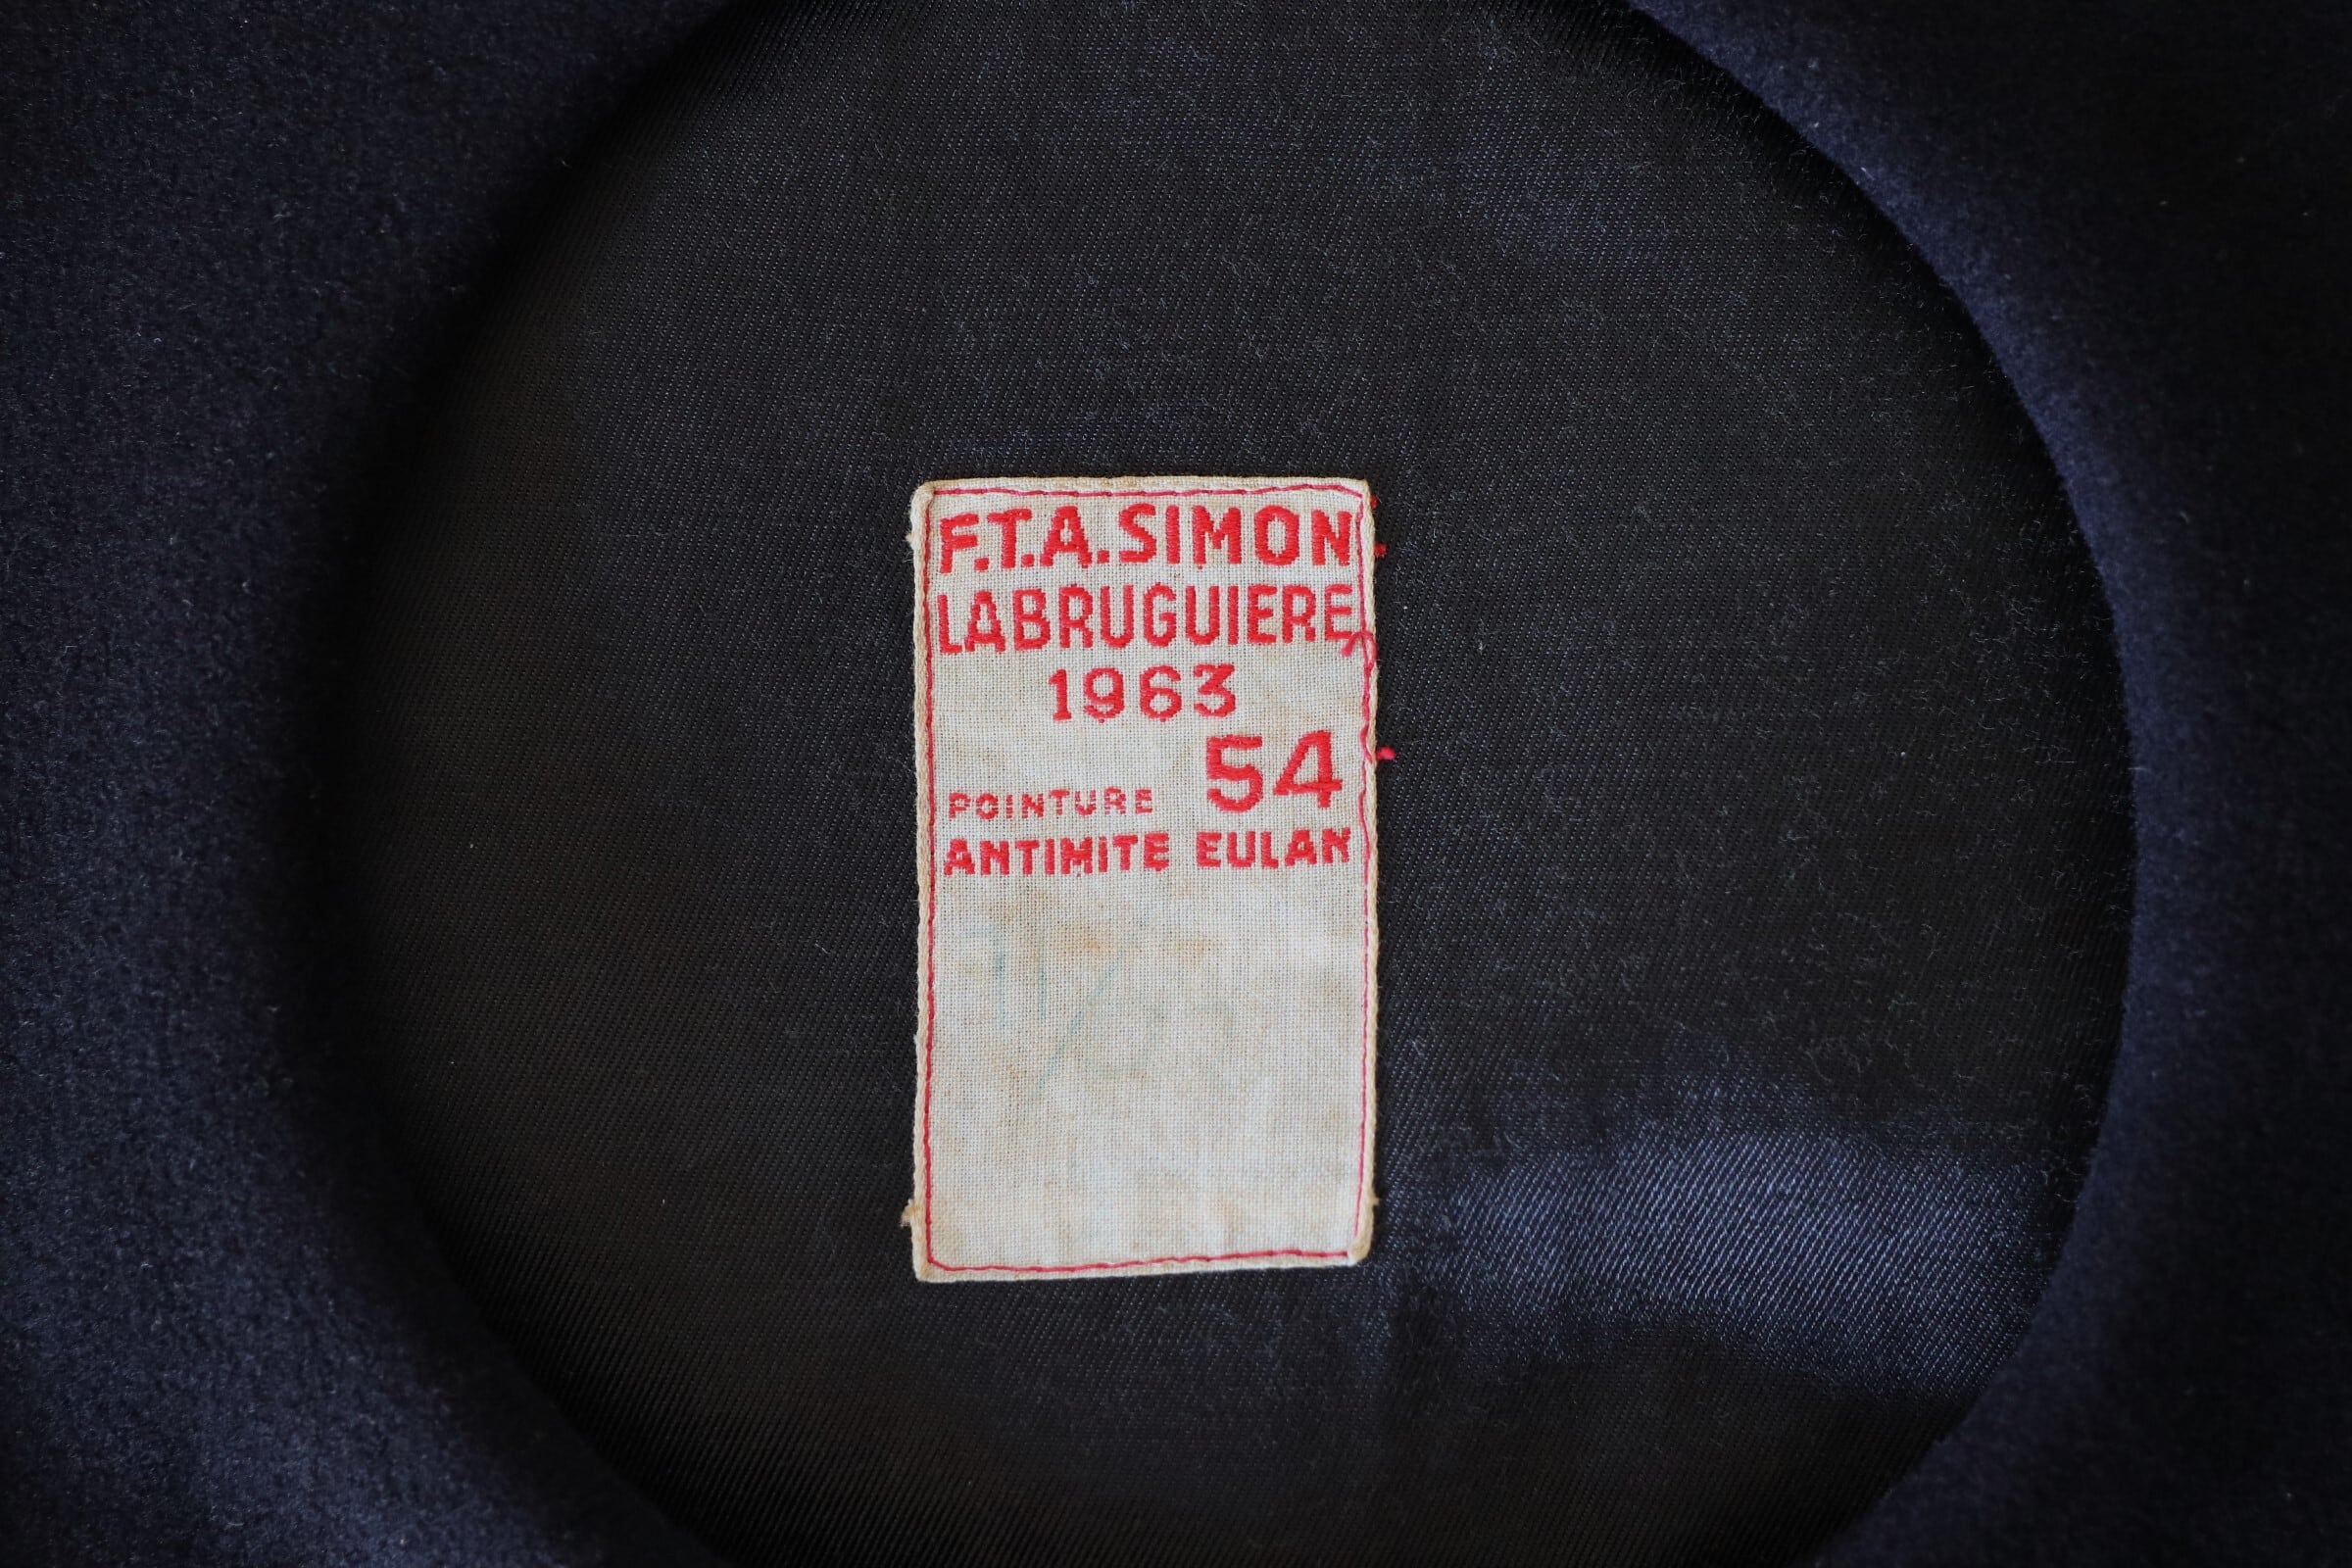 F.T.A.SIMON
LABRUGUIERE
1963
POINTURE 54
ANTIMITE EULAN